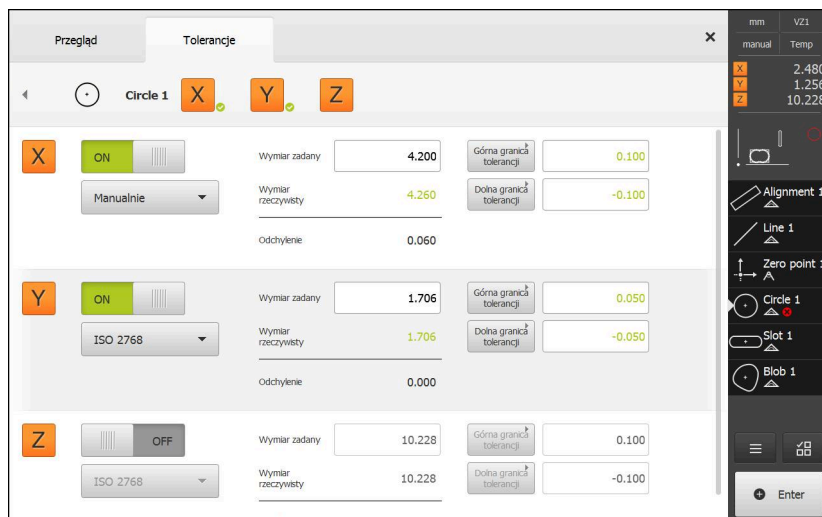 Przegląd
Tolerancje
×
Circle 1 X Y Z
X
ON
Manualnie
Wymiar zadany 4.200
Wymiar
rzeczywisty 4.260
Odchylenie 0.060
Górna granica
tolerancji 0.100
Dolna granica
tolerancji -0.100
Y
ON
ISO 2768
Wymiar zadany 1.706
Wymiar
rzeczywisty 1.706
Odchylenie 0.000
Górna granica
tolerancji 0.050
Dolna granica
tolerancji -0.050
Z
OFF
ISO 2768
Wymiar zadany 10.228
Wymiar
rzeczywisty 10.228
Górna granica
tolerancji 0.100
Dolna granica
tolerancji -0.100
mm VZ1
manual Temp
X 2.480
Y 1.256
Z 10.228
Alignment 1
Line 1
Zero point 1
Circle 1
Slot 1
Blob 1
Enter